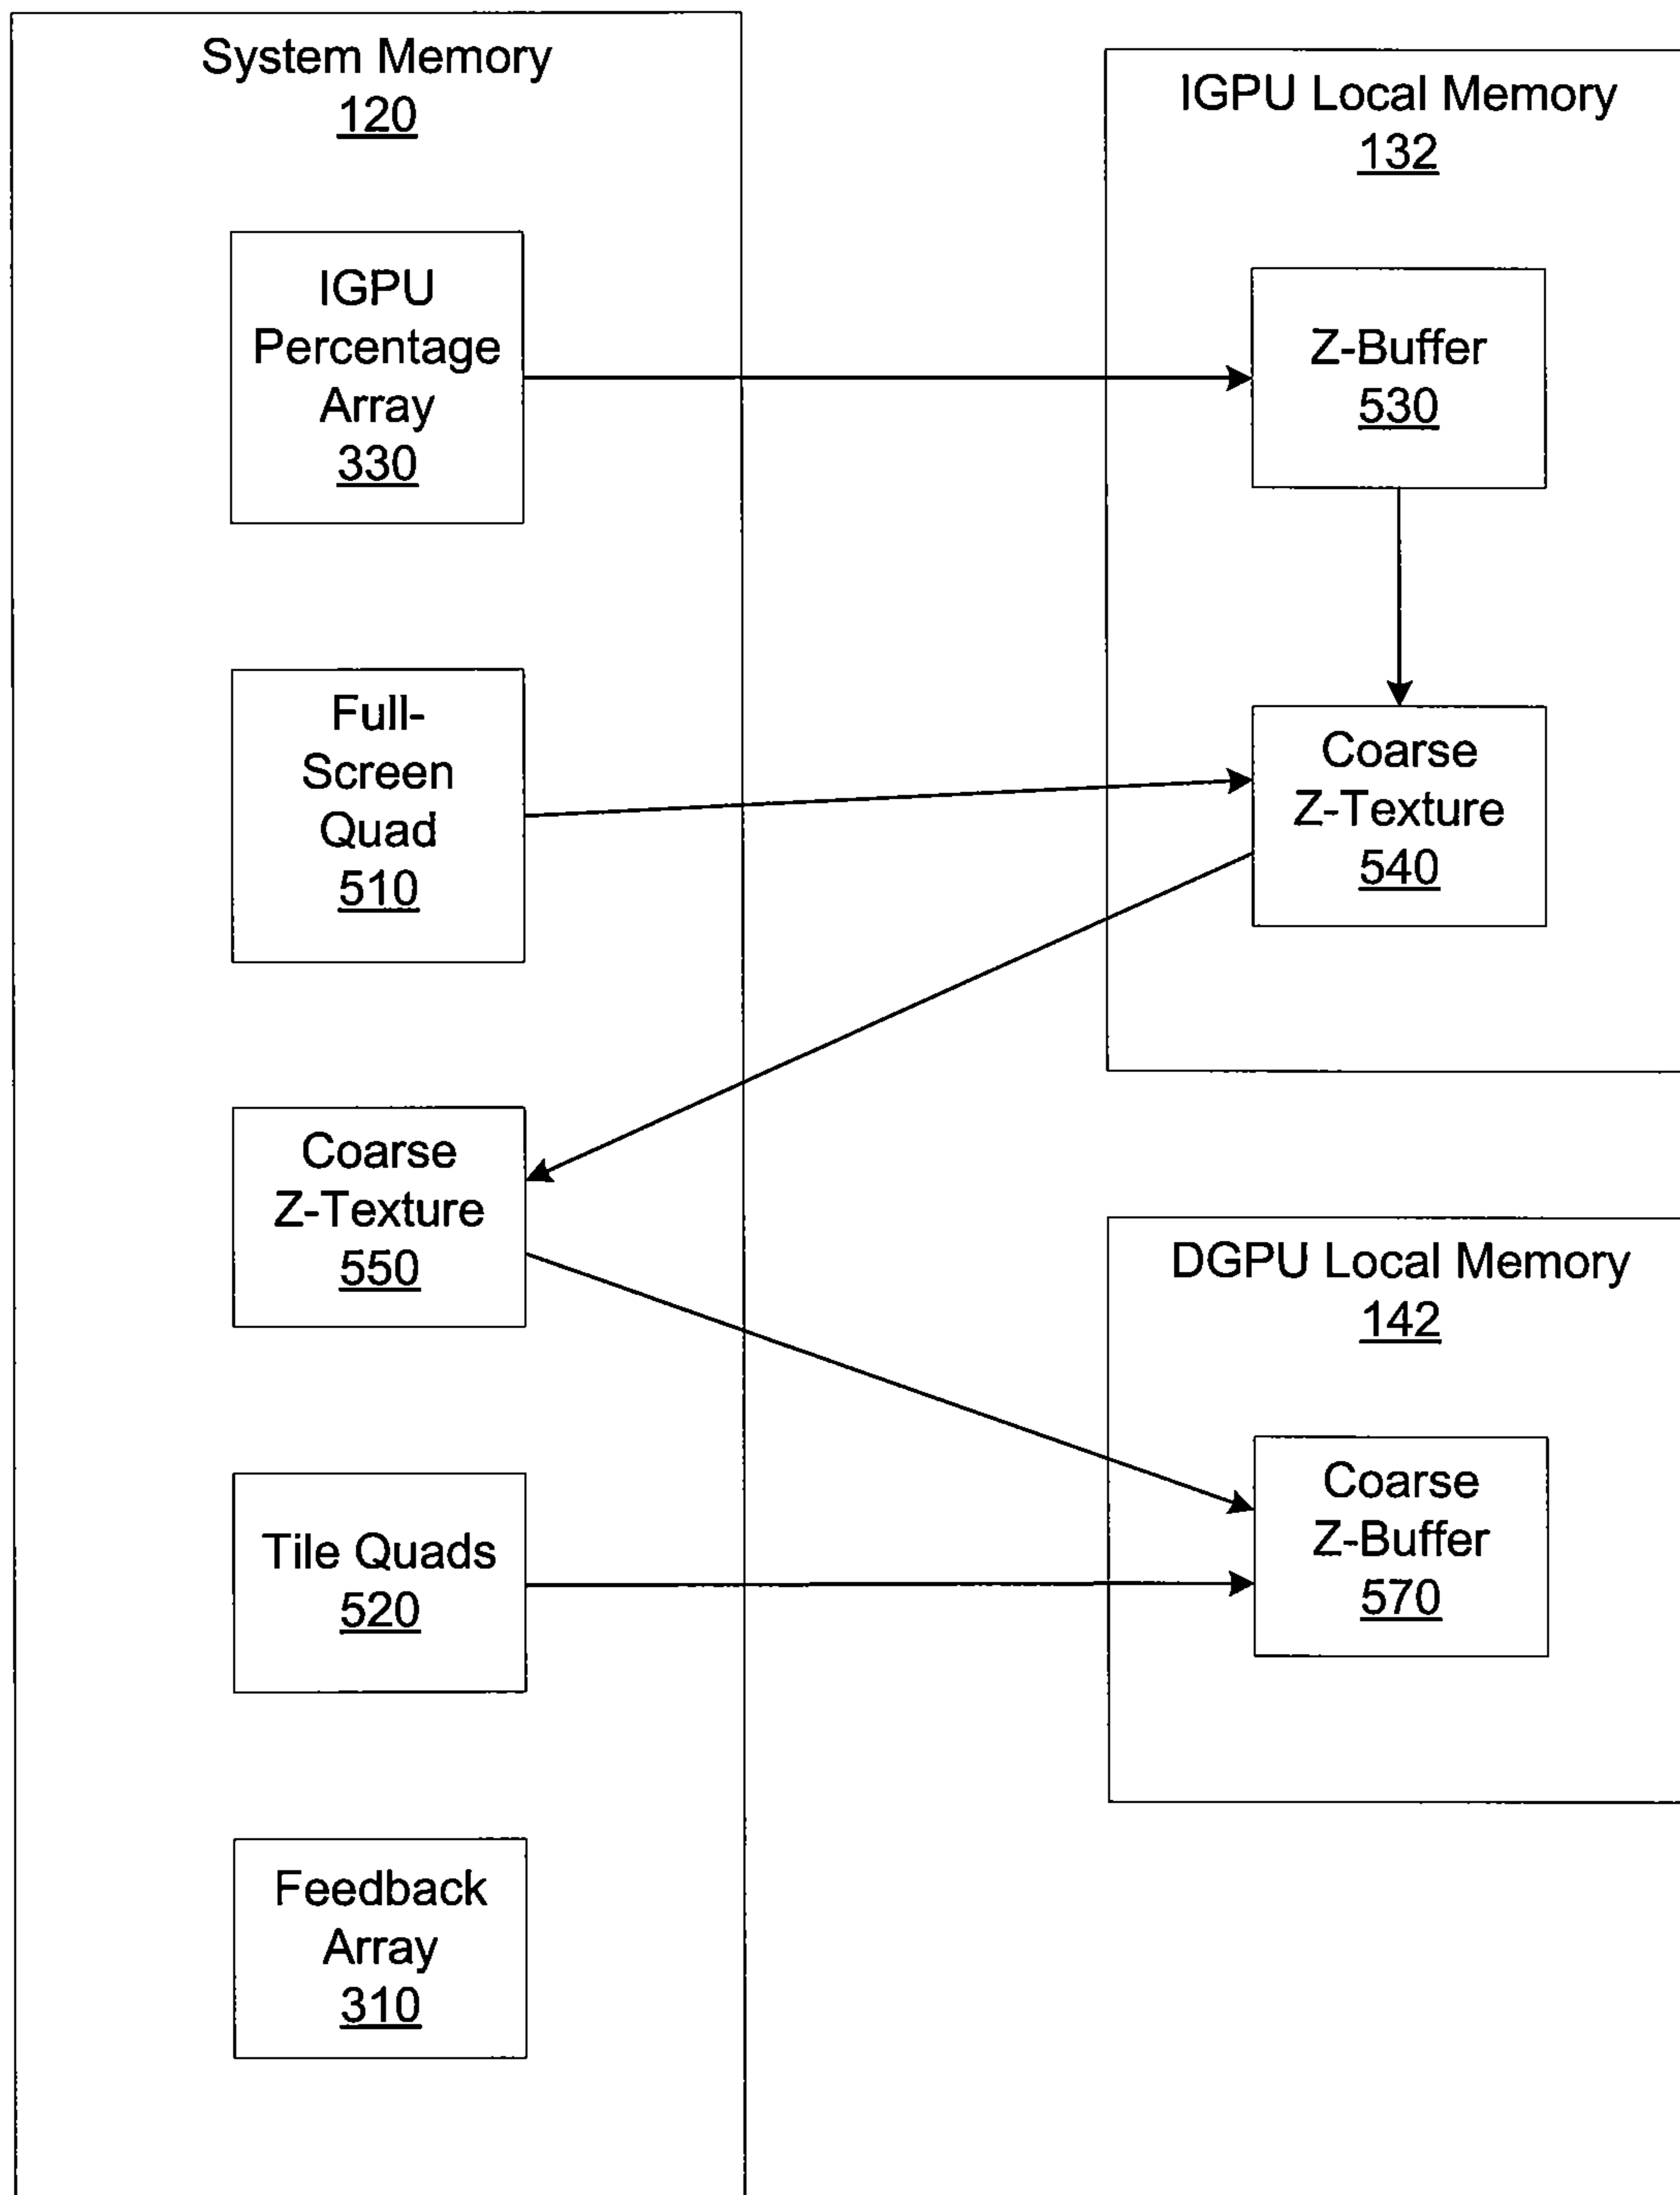 System Memory
120
IGPU
Percentage
Array
330
Full-
Screen
Quad
510
Coarse
Z-Texture
550
Tile Quads
520
Feedback
Array
310
IGPU Local Memory
132
Z-Buffer
530
Coarse
Z-Texture
540
DGPU Local Memory
142
Coarse
Z-Buffer
570